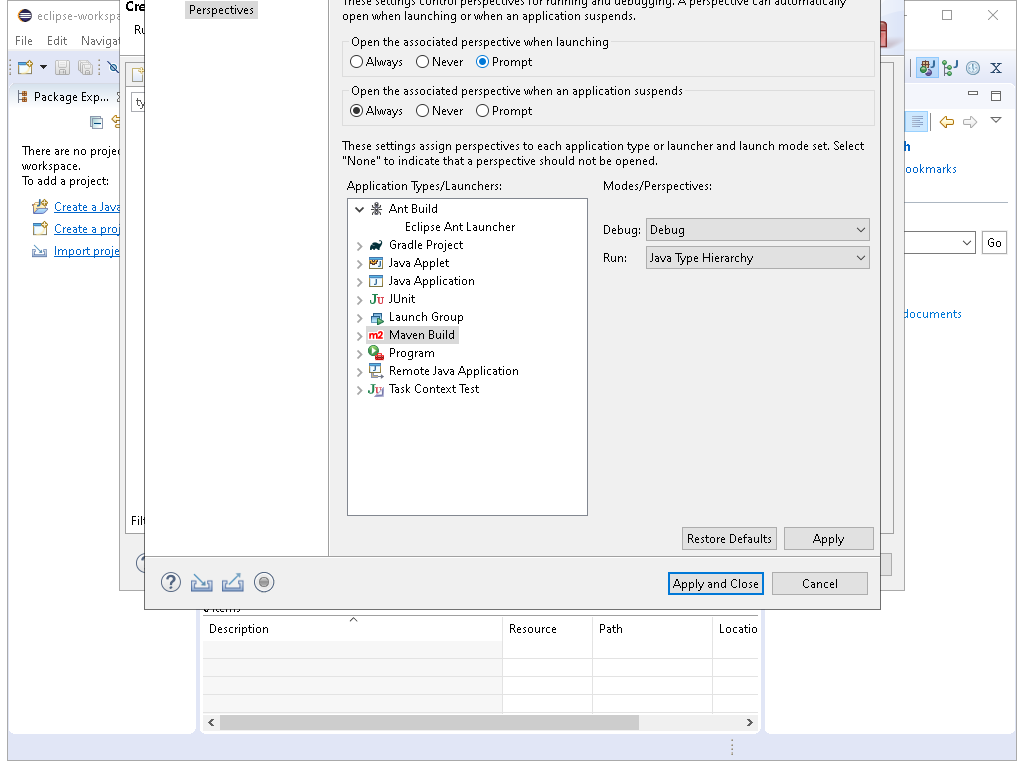 eclipse-workspa
Cre
Perspectives
These settings control perspectives for running and debugging. A perspective can automatically
open when launching or when an application suspends.
File Edit Navigat
Ru
Open the associated perspective when launching
Always Never Prompt
Package Exp...
Open the associated perspective when an application suspends
ty
Always Never Prompt
There are no projec
workspace.
To add a project:
Create a Java
Create a proj
Import proje
These settings assign perspectives to each application type or launcher and launch mode set. Select
"None" to indicate that a perspective should not be opened.
h
ookmarks
Application Types/Launchers:
Modes/Perspectives:
Ant Build
Eclipse Ant Launcher
Gradle Project
Java Applet
Java Application
JU JUnit
Launch Group
m2 Maven Build
Program
Remote Java Application
Task Context Test
Debug: Debug
Run: Java Type Hierarchy
Go
documents
Filt
Restore Defaults Apply
? Apply and Close Cancel
items
Description Resource Path Locatio